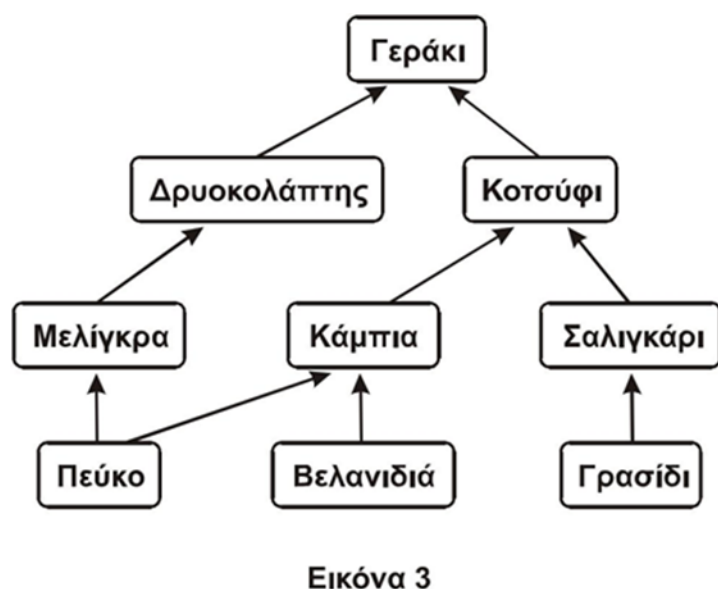 Γεράκι
Δρυοκολάπτης
Κοτσύφι
Μελίγκρα
Κάμπια
Σαλιγκάρι
Πεύκο
Βελανιδιά
Γρασίδι
Εικόνα 3